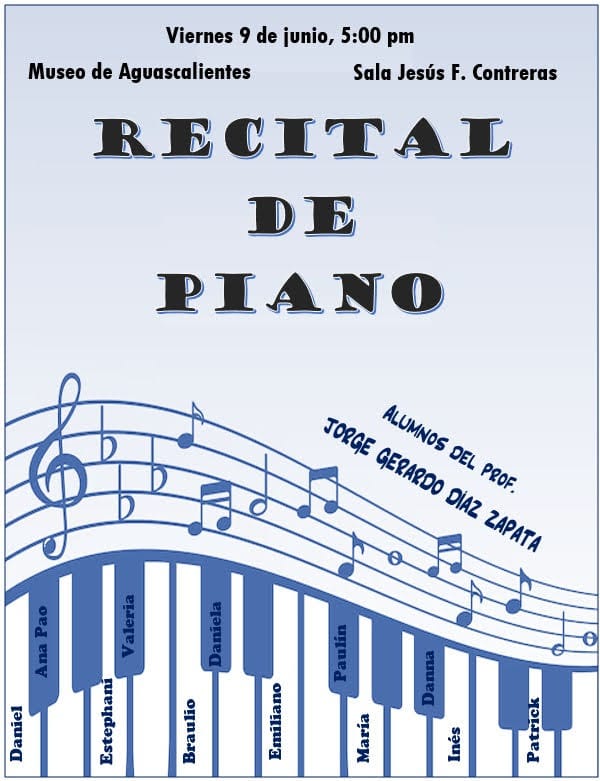 Viernes 9 de junio, 5:00 pm
Museo de Aguascalientes
Sala Jesús F. Contreras
RECITAL
DE
PIANO
ALUMNOS DEL PROF.
JORGE GERARDO DÍAZ ZAPATA
Daniel
Ana Pao
Estephani
Valeria
Braulio
Daniela
Emiliano
Paulin
María
Danna
Inés
Patrick